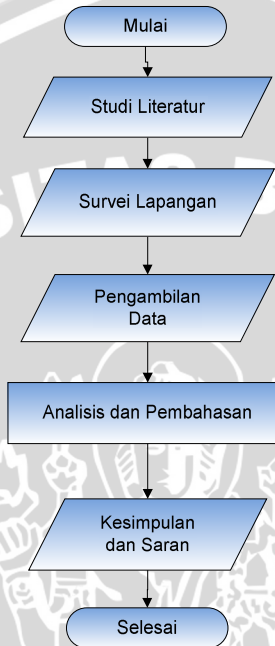 Mulai
Studi Literatur
Survei Lapangan
Pengambilan
Data
Analisis dan Pembahasan
Kesimpulan
dan Saran
Selesai